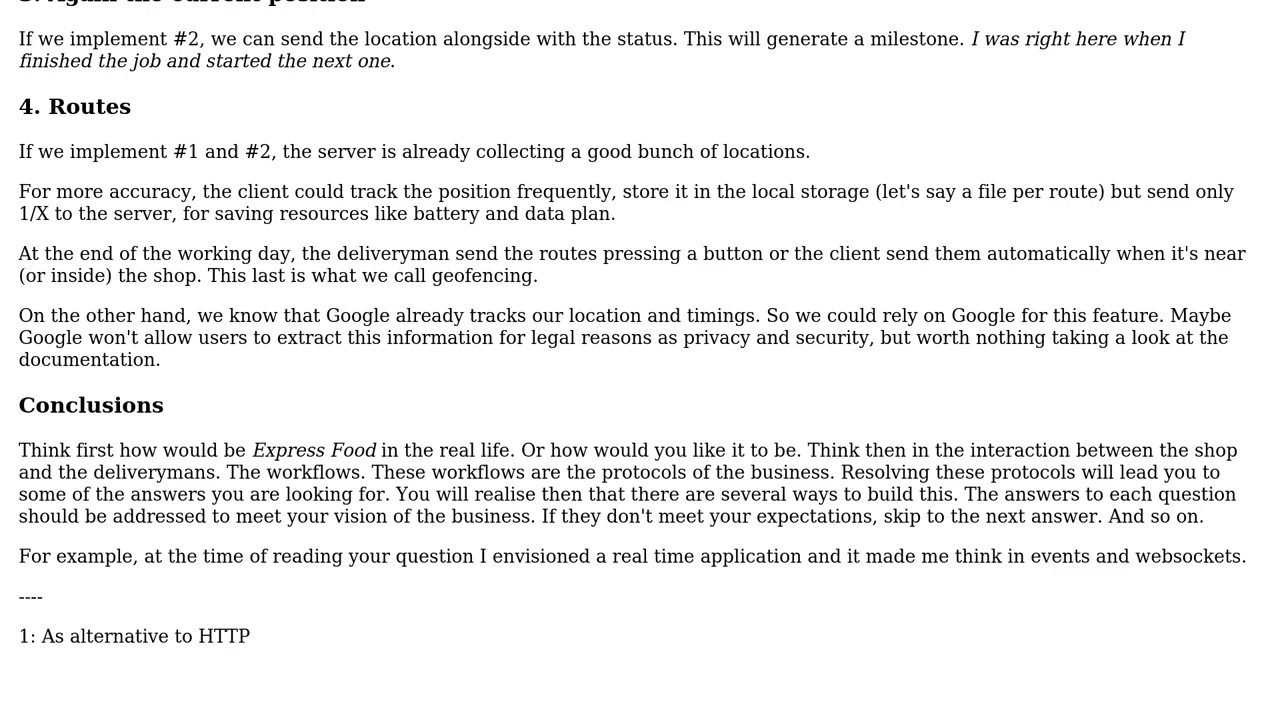 3. Again the current position
If we implement #2, we can send the location alongside with the status. This will generate a milestone. I was right here when I
finished the job and started the next one.
4. Routes
If we implement #1 and #2, the server is already collecting a good bunch of locations.
For more accuracy, the client could track the position frequently, store it in the local storage (let's say a file per route) but send only
1/X to the server, for saving resources like battery and data plan.
At the end of the working day, the deliveryman send the routes pressing a button or the client send them automatically when it's near
(or inside) the shop. This last is what we call geofencing.
On the other hand, we know that Google already tracks our location and timings. So we could rely on Google for this feature. Maybe
Google won't allow users to extract this information for legal reasons as privacy and security, but worth nothing taking a look at the
documentation.
Conclusions
Think first how would be Express Food in the real life. Or how would you like it to be. Think then in the interaction between the shop
and the deliverymans. The workflows. These workflows are the protocols of the business. Resolving these protocols will lead you to
some of the answers you are looking for. You will realise then that there are several ways to build this. The answers to each question
should be addressed to meet your vision of the business. If they don't meet your expectations, skip to the next answer. And so on.
For example, at the time of reading your question I envisioned a real time application and it made me think in events and websockets.
----
1: As alternative to HTTP